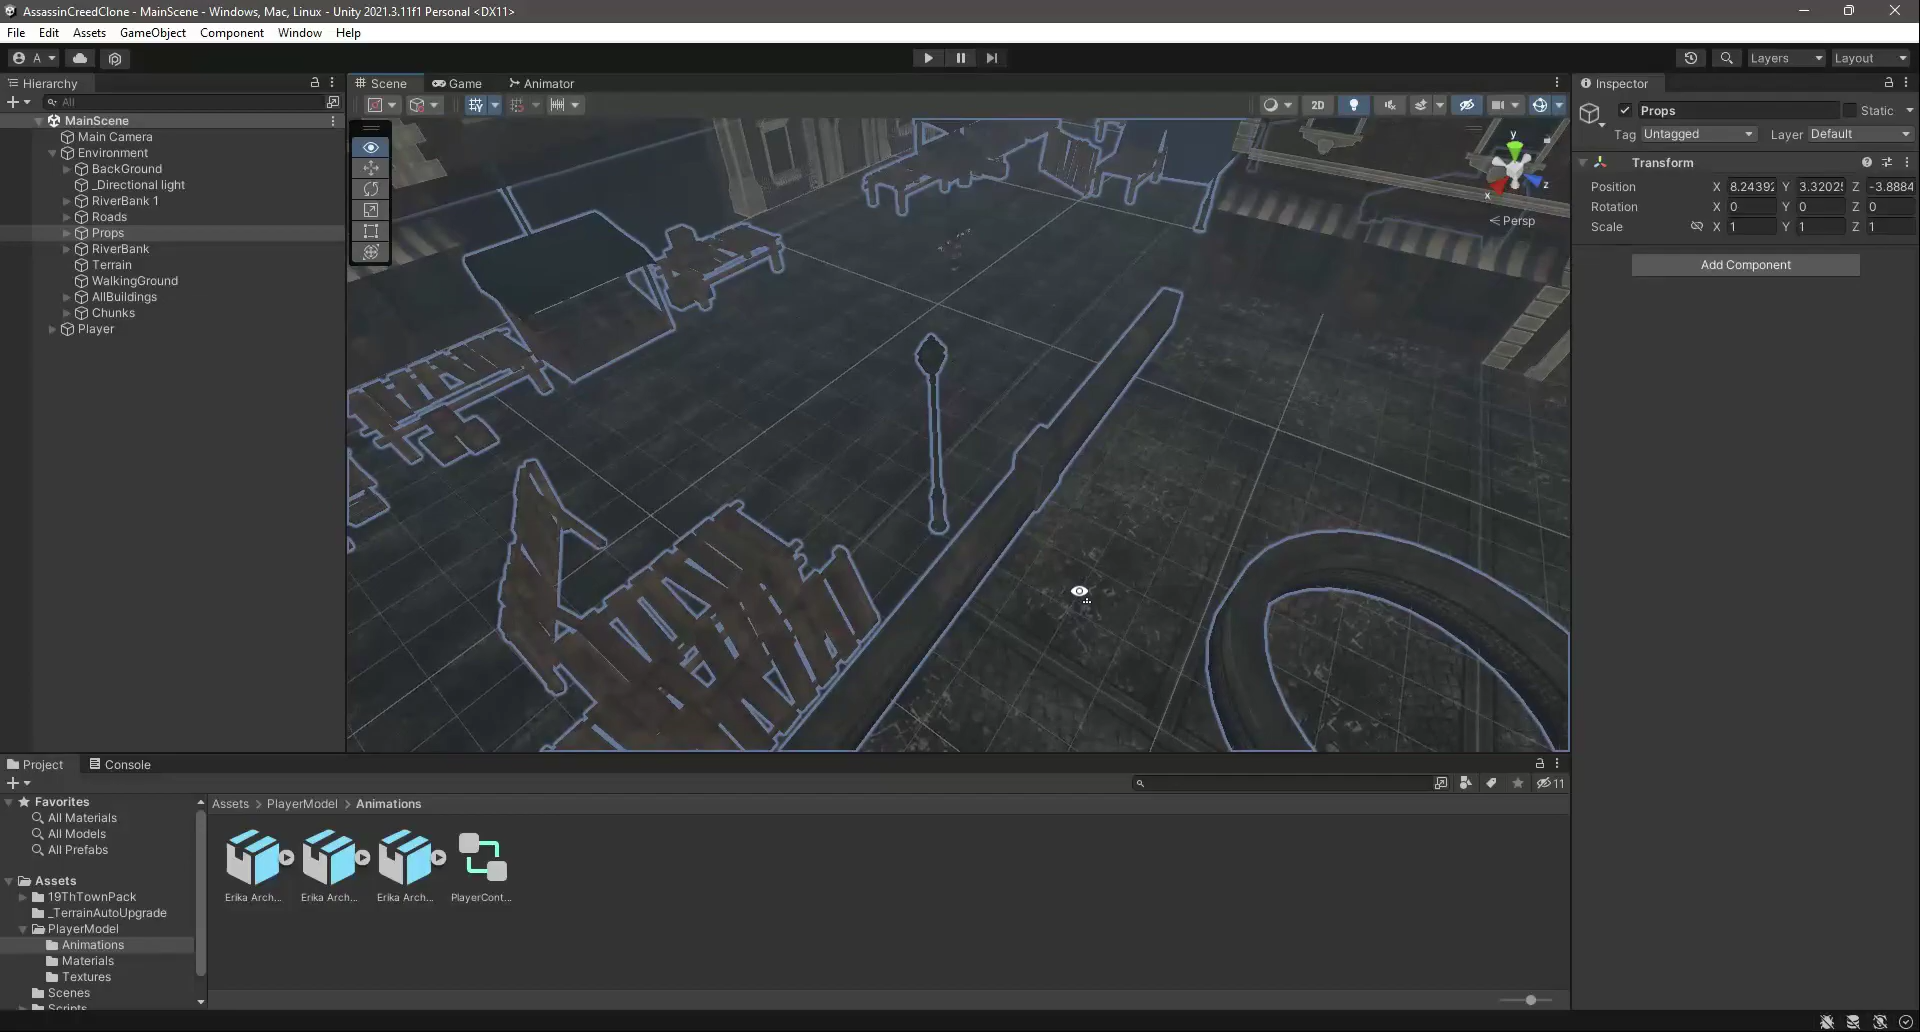 AssassinCreedClone - MainScene - Windows, Mac, Linux - Unity 2021.3.11f1 Personal <DX11>
File Edit Assets GameObject Component Window Help
A
Layers
Layout
Hierarchy
All
MainScene
Main Camera
Environment
BackGround
_Directional light
RiverBank 1
Roads
Props
RiverBank
Terrain
WalkingGround
AllBuildings
Chunks
Player
Scene
Game
Animator
2D
y
x
z
Persp
Inspector
Props
Static
Tag Untagged
Layer Default
Transform
Position X 8.24392 Y 3.3202 Z -3.8884
Rotation X 0 Y 0 Z 0
Scale X 1 Y 1 Z 1
Add Component
Project
Console
11
Favorites
All Materials
All Models
All Prefabs
Assets
19ThTownPack
_TerrainAutoUpgrade
PlayerModel
Animations
Materials
Textures
Scenes
Scripts
Assets > PlayerModel > Animations
Erika Arch...
Erika Arch...
Erika Arch...
PlayerCont...